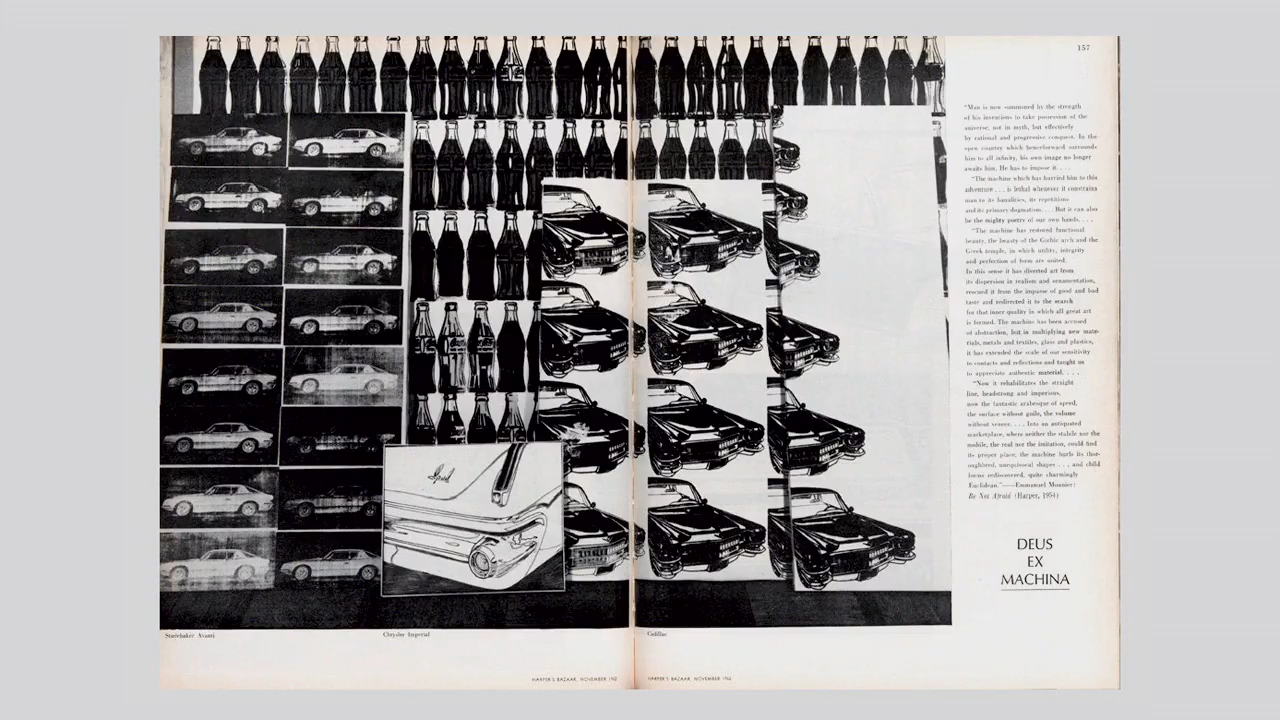 157
"Man is now summoned by the strength
of his inventions to take possession of the
universe, not in myth, but effectively
by rational and progressive conquest. In the
open country which henceforward surrounds
him to all infinity, his own image no longer
awaits him. He has to impose it. . . .
"The machine which has hurried him to this
adventure . . . is lethal whenever it constrains
man to its banalities, its repetitions
and its primary dogmatism. . . . But it can also
be the mighty poetry of our own hands. . . .
"The machine has restored functional
beauty, the beauty of the Gothic arch and the
Greek temple, in which utility, integrity
and perfection of form are united.
In this sense it has diverted art from
its dispersion in realism and ornamentation,
rescued it from the impasse of good and bad
taste and redirected it to the search
for that inner quality in which all great art
is formed. The machine has been accused
of abstraction, but in multiplying new mate-
rials, metals and textiles, glass and plastics,
it has extended the scale of our sensitivity
to contacts and reflections and taught us
to appreciate authentic material. . . .
"Now it rehabilitates the straight
line, headstrong and imperious,
now the fantastic arabesque of speed,
the surface without guile, the volume
without veneer. . . . Into an antiquated
marketplace, where neither the stabile nor the
mobile, the real nor the imitation, could find
its proper place, the machine hurls its thor-
oughbred, unequivocal shapes . . . and child
forms rediscovered, quite charmingly
Euclidean."—Emmanuel Mounier:
Be Not Afraid (Harper, 1954)
DEUS
EX
MACHINA
Studebaker Avanti
Chrysler Imperial
Cadillac
HARPER'S BAZAAR, NOVEMBER 1962
HARPER'S BAZAAR, NOVEMBER 1962